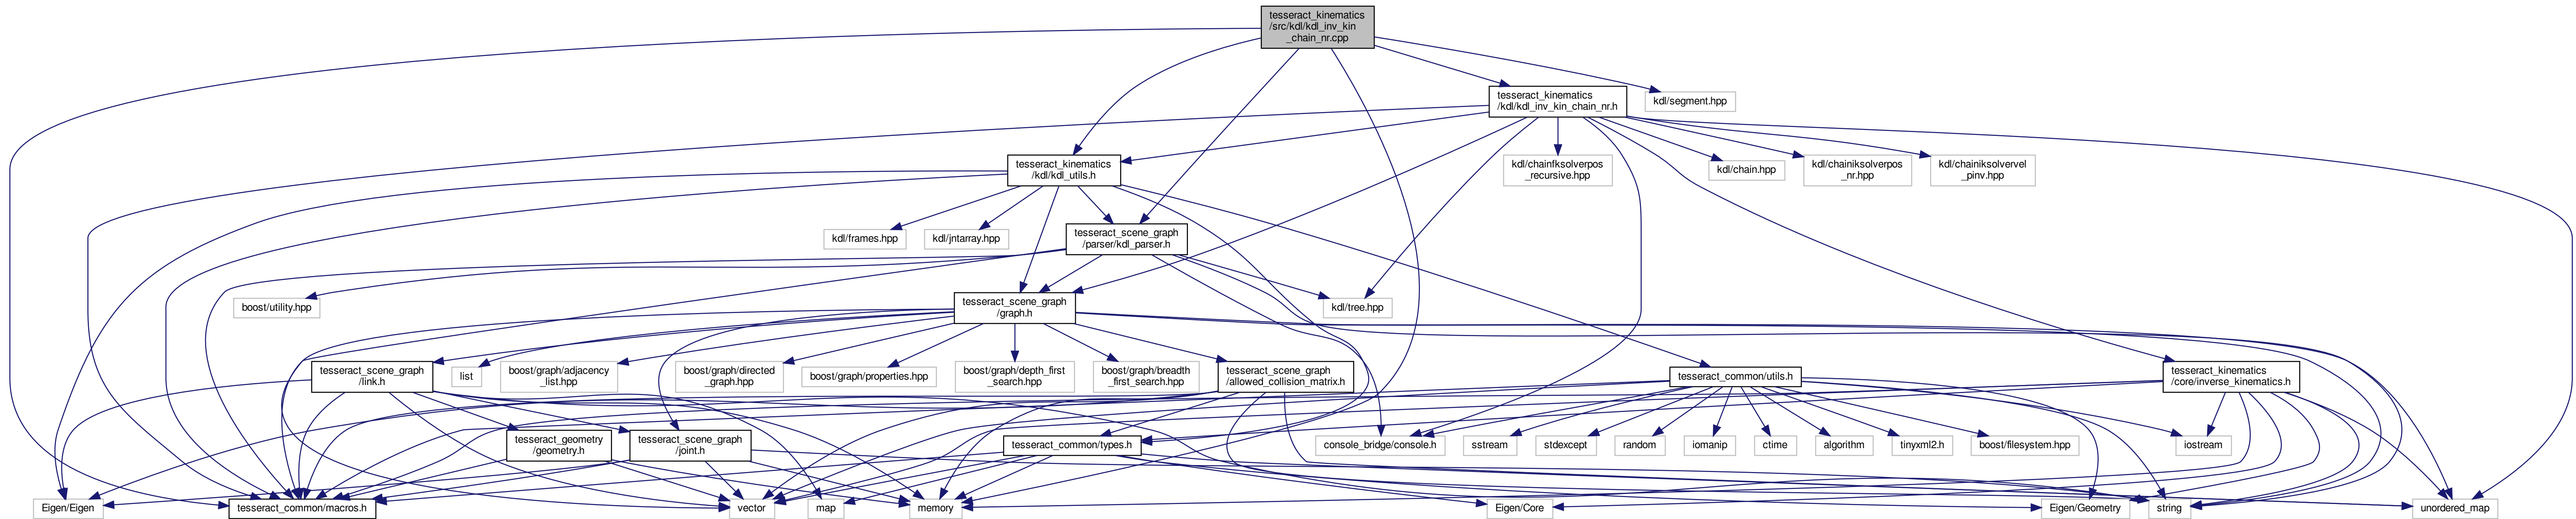 tesseract_kinematics
/src/kdl/kdl_inv_kin
_chain_nr.cpp
tesseract_kinematics
/kdl/kdl_inv_kin_chain_nr.h
kdl/segment.hpp
tesseract_kinematics
/kdl/kdl_utils.h
kdl/chainfksolverpos
_recursive.hpp
kdl/chain.hpp
kdl/chainiksolverpos
_nr.hpp
kdl/chainiksolvervel
_pinv.hpp
kdl/frames.hpp
kdl/jntarray.hpp
tesseract_scene_graph
/parser/kdl_parser.h
boost/utility.hpp
tesseract_scene_graph
/graph.h
kdl/tree.hpp
tesseract_scene_graph
/link.h
list
boost/graph/adjacency
_list.hpp
boost/graph/directed
_graph.hpp
boost/graph/properties.hpp
boost/graph/depth_first
_search.hpp
boost/graph/breadth
_first_search.hpp
tesseract_scene_graph
/allowed_collision_matrix.h
tesseract_common/utils.h
tesseract_kinematics
/core/inverse_kinematics.h
tesseract_geometry
/geometry.h
tesseract_scene_graph
/joint.h
tesseract_common/types.h
console_bridge/console.h
sstream
stdexcept
random
iomanip
ctime
algorithm
tinyxml2.h
boost/filesystem.hpp
iostream
Eigen/Eigen
tesseract_common/macros.h
vector
map
memory
Eigen/Core
Eigen/Geometry
string
unordered_map